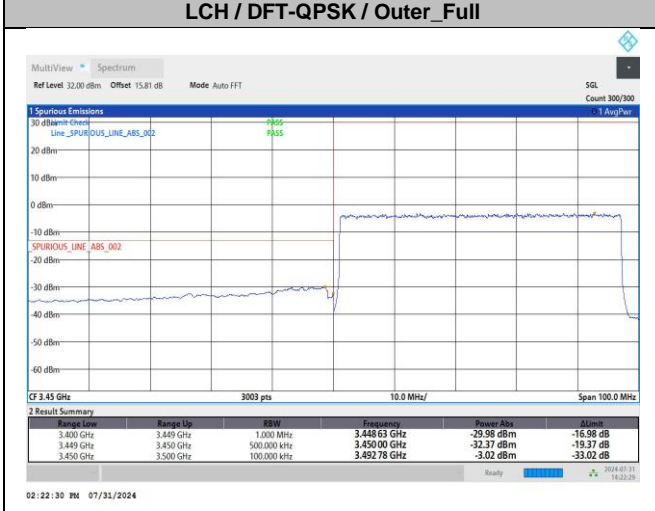 LCH / DFT-QPSK / Outer_Full
MultiView Spectrum
Ref Level 32.00 dBm Offset 15.81 dB Mode Auto FFT SGL
Count 300/300
1 Spurious Emissions 1 AvgPwr
30 dBm Limit Check PASS
Line _SPURIOUS_LINE_ABS_002 PASS
20 dBm
10 dBm
0 dBm
-10 dBm
_SPURIOUS_LINE_ABS_002
-20 dBm
-30 dBm
-40 dBm
-50 dBm
-60 dBm
CF 3.45 GHz 3003 pts 10.0 MHz/ Span 100.0 MHz
2 Result Summary
Range Low Range Up RBW Frequency Power Abs ΔLimit
3.400 GHz 3.449 GHz 1.000 MHz 3.448 63 GHz -29.98 dBm -16.98 dB
3.449 GHz 3.450 GHz 500.000 kHz 3.450 00 GHz -32.37 dBm -19.37 dB
3.450 GHz 3.500 GHz 100.000 kHz 3.492 78 GHz -3.02 dBm -33.02 dB
Ready 2024-07-31
14:22:29
02:22:30 PM 07/31/2024